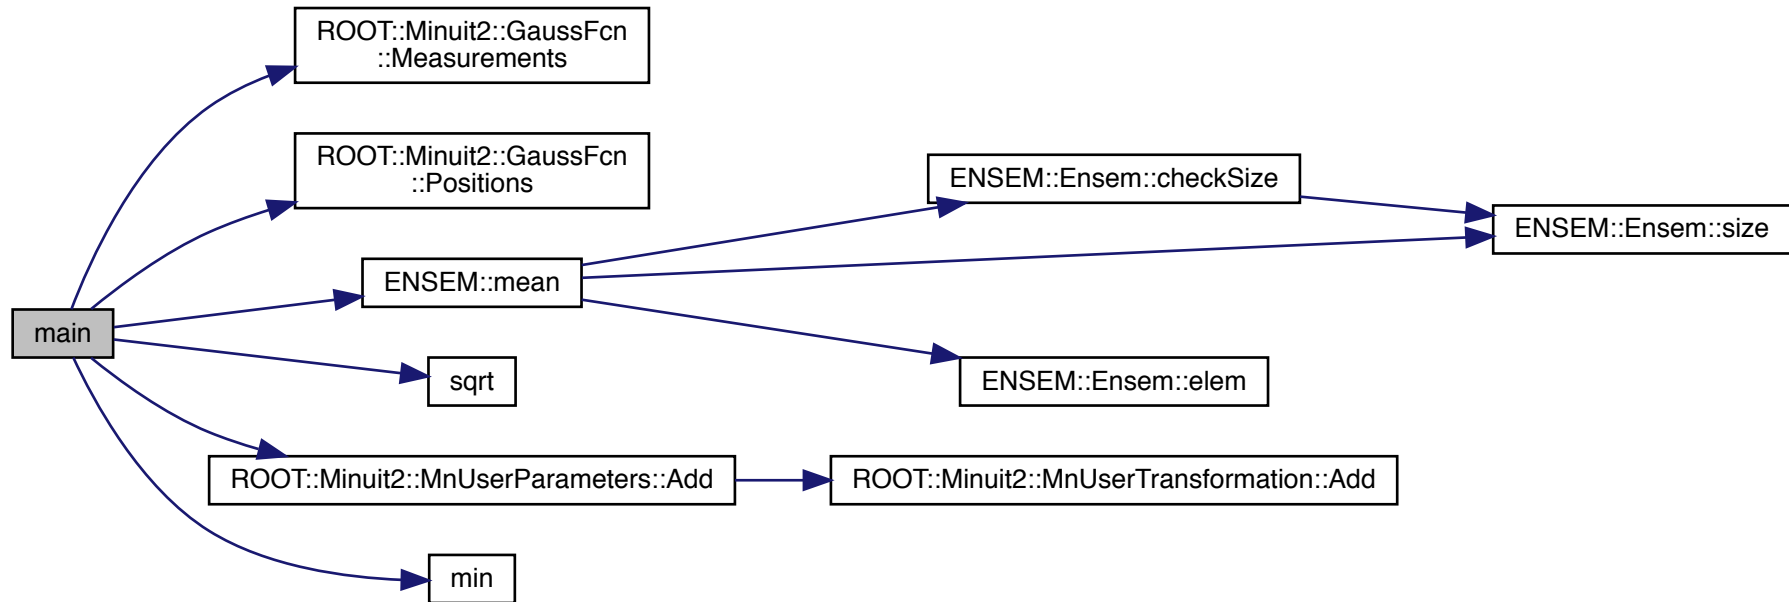 ROOT::Minuit2::GaussFcn
::Measurements
ROOT::Minuit2::GaussFcn
::Positions
ENSEM::Ensem::checkSize
ENSEM::Ensem::size
ENSEM::mean
main
sqrt
ENSEM::Ensem::elem
ROOT::Minuit2::MnUserParameters::Add
ROOT::Minuit2::MnUserTransformation::Add
min